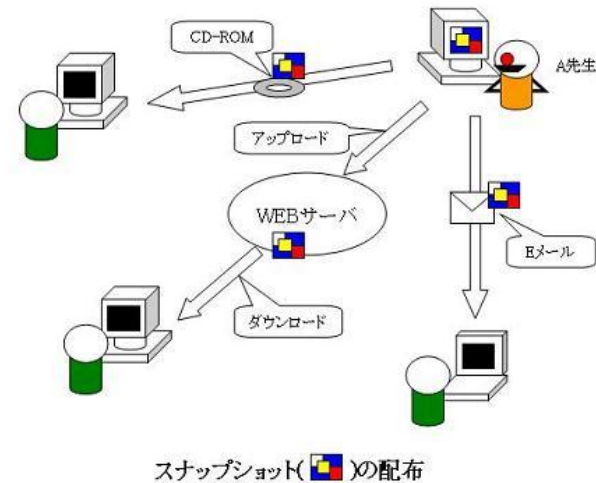 CD-ROM
A先生
アップロード
WEBサーバ
Eメール
ダウンロード
スナップショット( )の配布